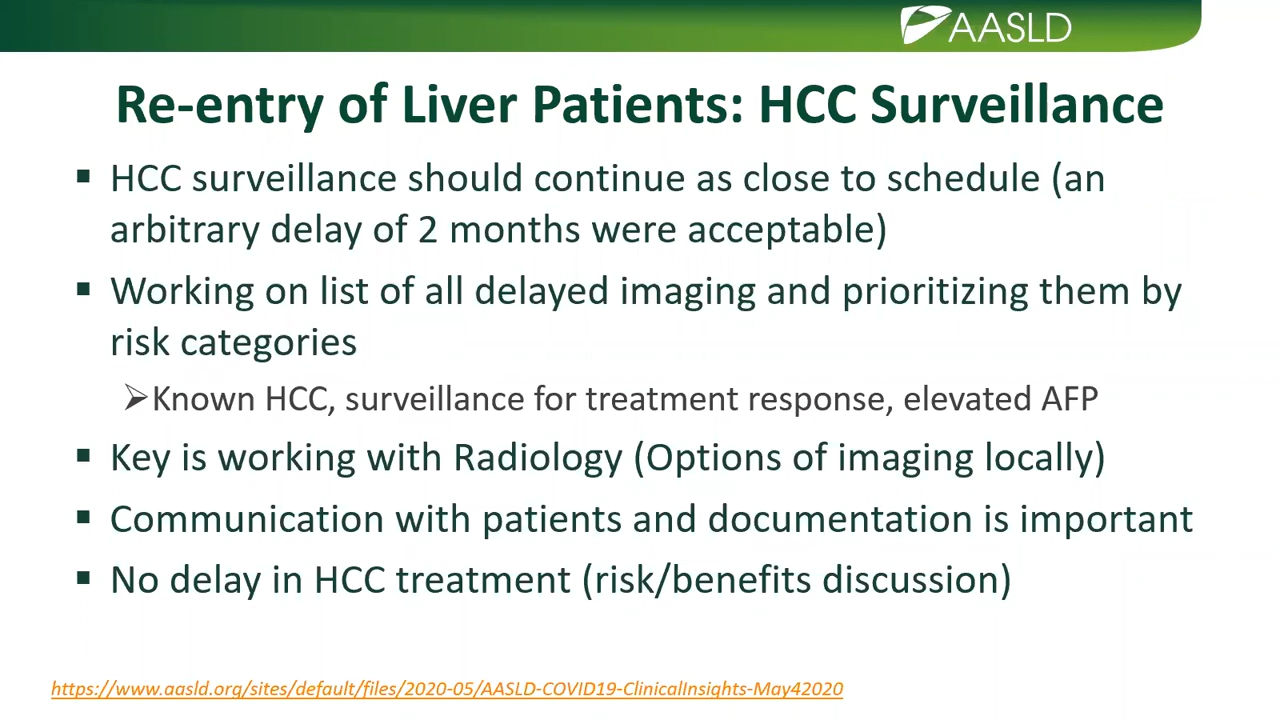 AASLD
Re-entry of Liver Patients: HCC Surveillance
▪ HCC surveillance should continue as close to schedule (an
arbitrary delay of 2 months were acceptable)
▪ Working on list of all delayed imaging and prioritizing them by
risk categories
➢Known HCC, surveillance for treatment response, elevated AFP
▪ Key is working with Radiology (Options of imaging locally)
▪ Communication with patients and documentation is important
▪ No delay in HCC treatment (risk/benefits discussion)
https://www.aasld.org/sites/default/files/2020-05/AASLD-COVID19-ClinicalInsights-May42020